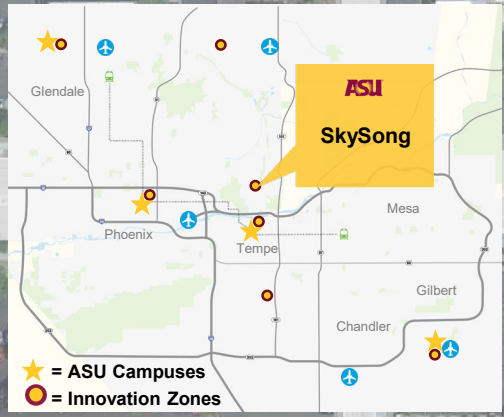 ASU
SkySong
Glendale
Phoenix
Tempe
Mesa
Gilbert
Chandler
= ASU Campuses
= Innovation Zones